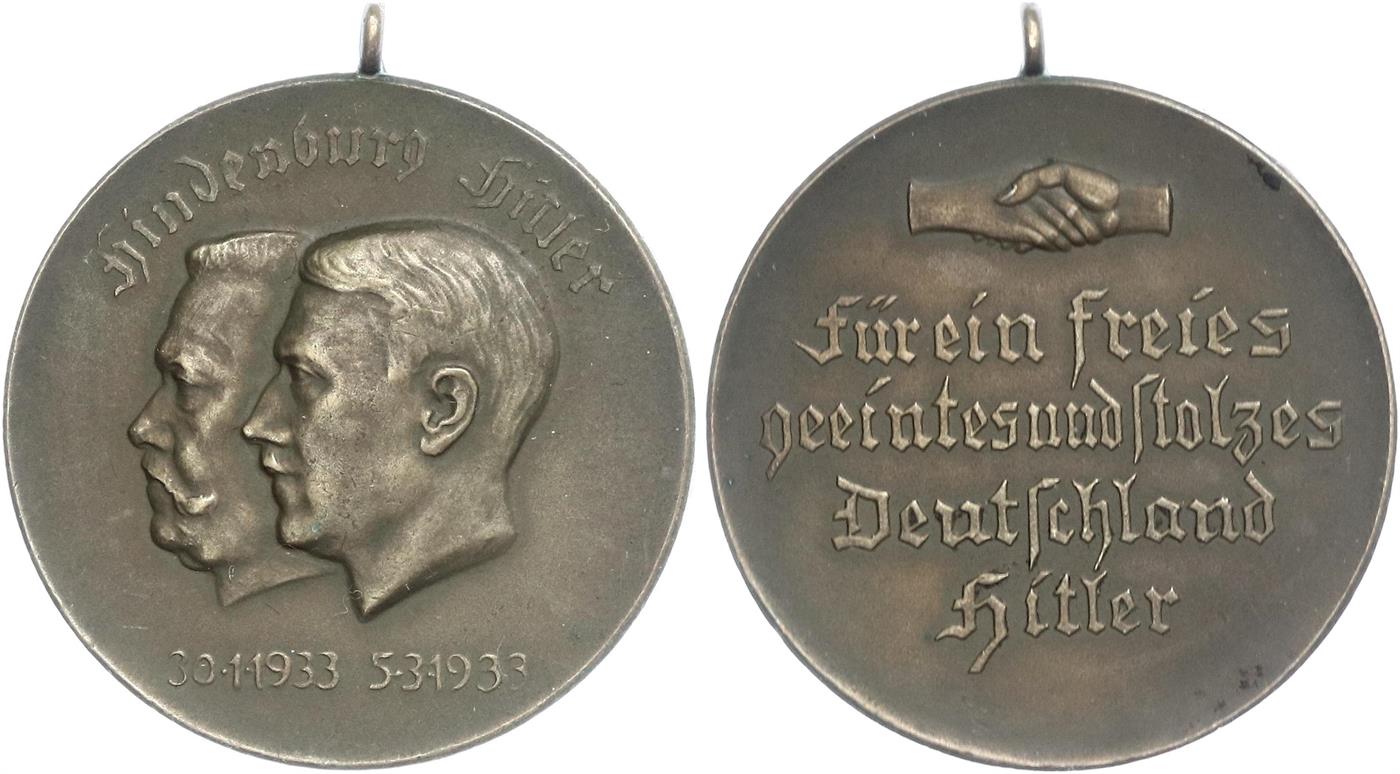 Hindenburg Hitler
30·1·1933 5·3·1933
Für ein freies
geeintes und ſtolzes
Deutſchland
Hitler